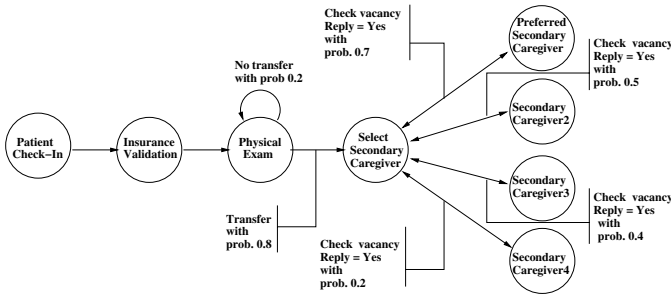 Check vacancy
Reply = Yes
with
prob. 0.7
Preferred
Secondary
Caregiver
Check vacancy
Reply = Yes
with
prob. 0.5
No transfer
with prob 0.2
Patient
Check-In
Insurance
Validation
Physical
Exam
Select
Secondary
Caregiver
Secondary
Caregiver2
Secondary
Caregiver3
Check vacancy
Reply = Yes
with
prob. 0.4
Transfer
with
prob. 0.8
Check vacancy
Reply = Yes
with
prob. 0.2
Secondary
Caregiver4